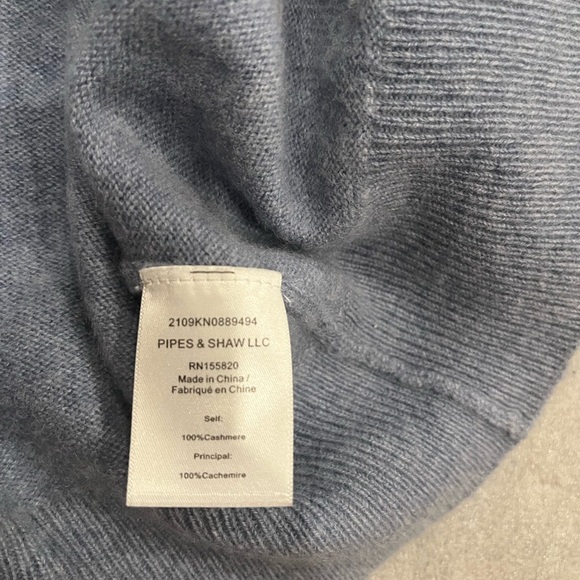 2109KN0889494
PIPES & SHAW LLC
RN155820
Made in China /
Fabriqué en Chine
Self:
100%Cashmere
Principal:
100%Cachemire